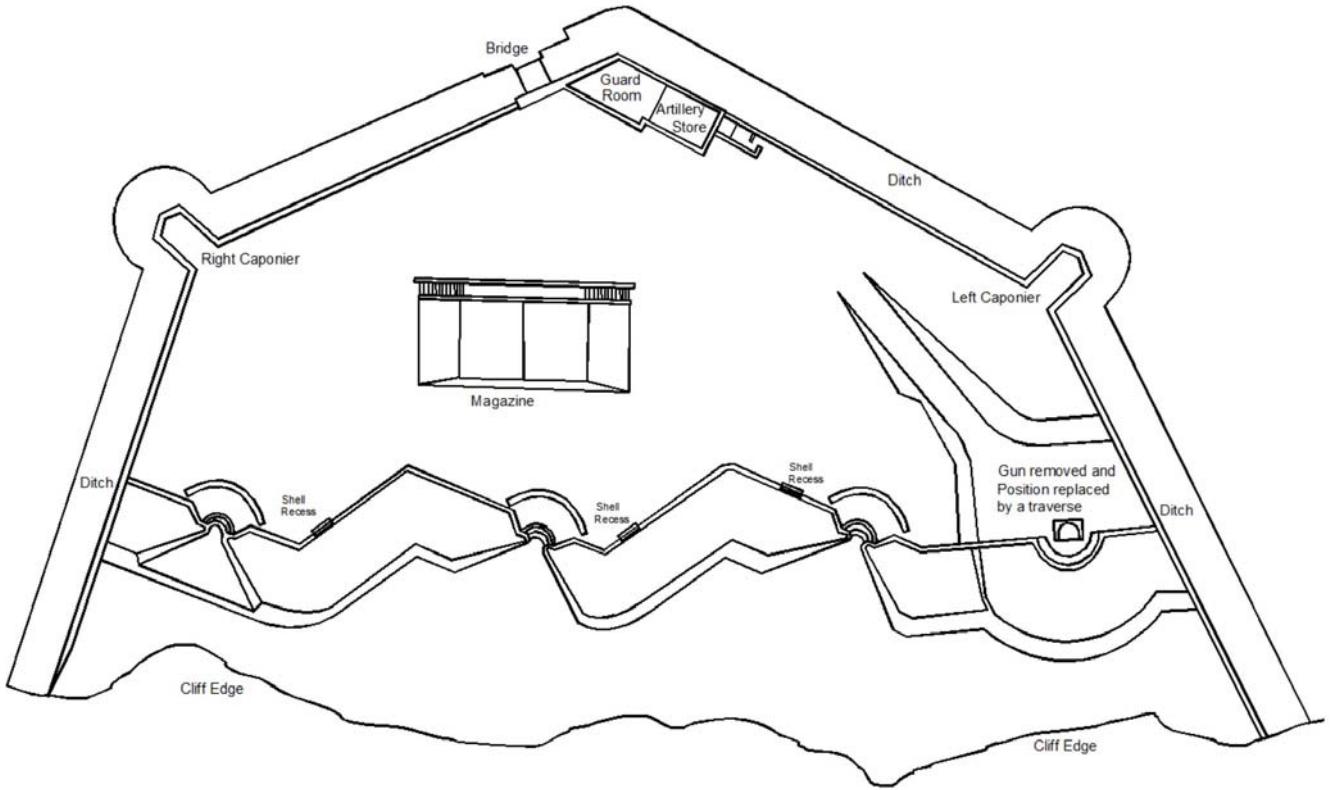 Bridge
Guard
Room
Artillery
Store
Ditch
Right Caponier
Left Caponier
Magazine
Ditch
Shell
Recess
Shell
Recess
Shell
Recess
Gun removed and
Position replaced
by a traverse
Ditch
Cliff Edge
Cliff Edge